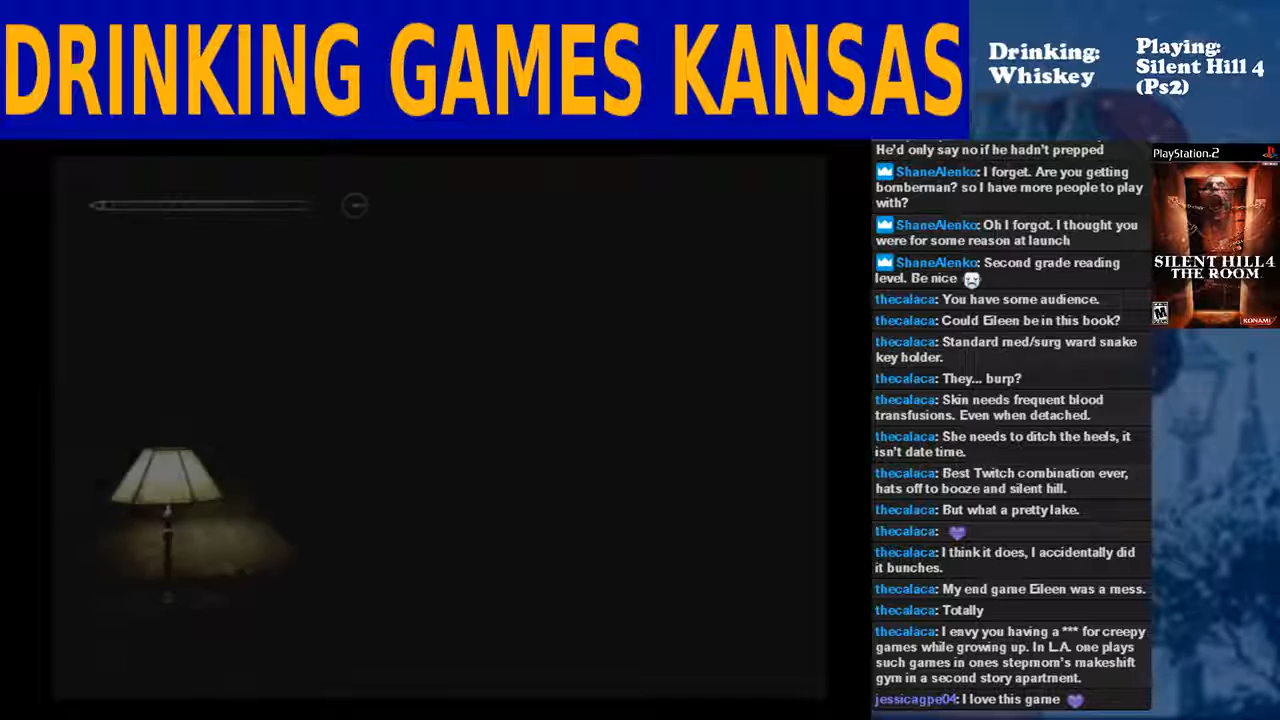 DRINKING GAMES KANSAS
Drinking:
Whiskey
Playing:
Silent Hill 4
(Ps2)
He'd only say no if he hadn't prepped
ShaneAlenko: I forget. Are you getting
bomberman? so I have more people to play
with?
ShaneAlenko: Oh I forgot. I thought you
were for some reason at launch
ShaneAlenko: Second grade reading
level. Be nice
thecalaca: You have some audience.
thecalaca: Could Eileen be in this book?
thecalaca: Standard med/surg ward snake
key holder.
thecalaca: They... burp?
thecalaca: Skin needs frequent blood
transfusions. Even when detached.
thecalaca: She needs to ditch the heels, it
isn't date time.
thecalaca: Best Twitch combination ever,
hats off to booze and silent hill.
thecalaca: But what a pretty lake.
thecalaca:
thecalaca: I think it does, I accidentally did
it bunches.
thecalaca: My end game Eileen was a mess.
thecalaca: Totally
thecalaca: I envy you having a *** for creepy
games while growing up. In L.A. one plays
such games in ones stepmom's makeshift
gym in a second story apartment.
jessicagpe04: I love this game
PlayStation.2
SILENT HILL 4
THE ROOM
KONAMI